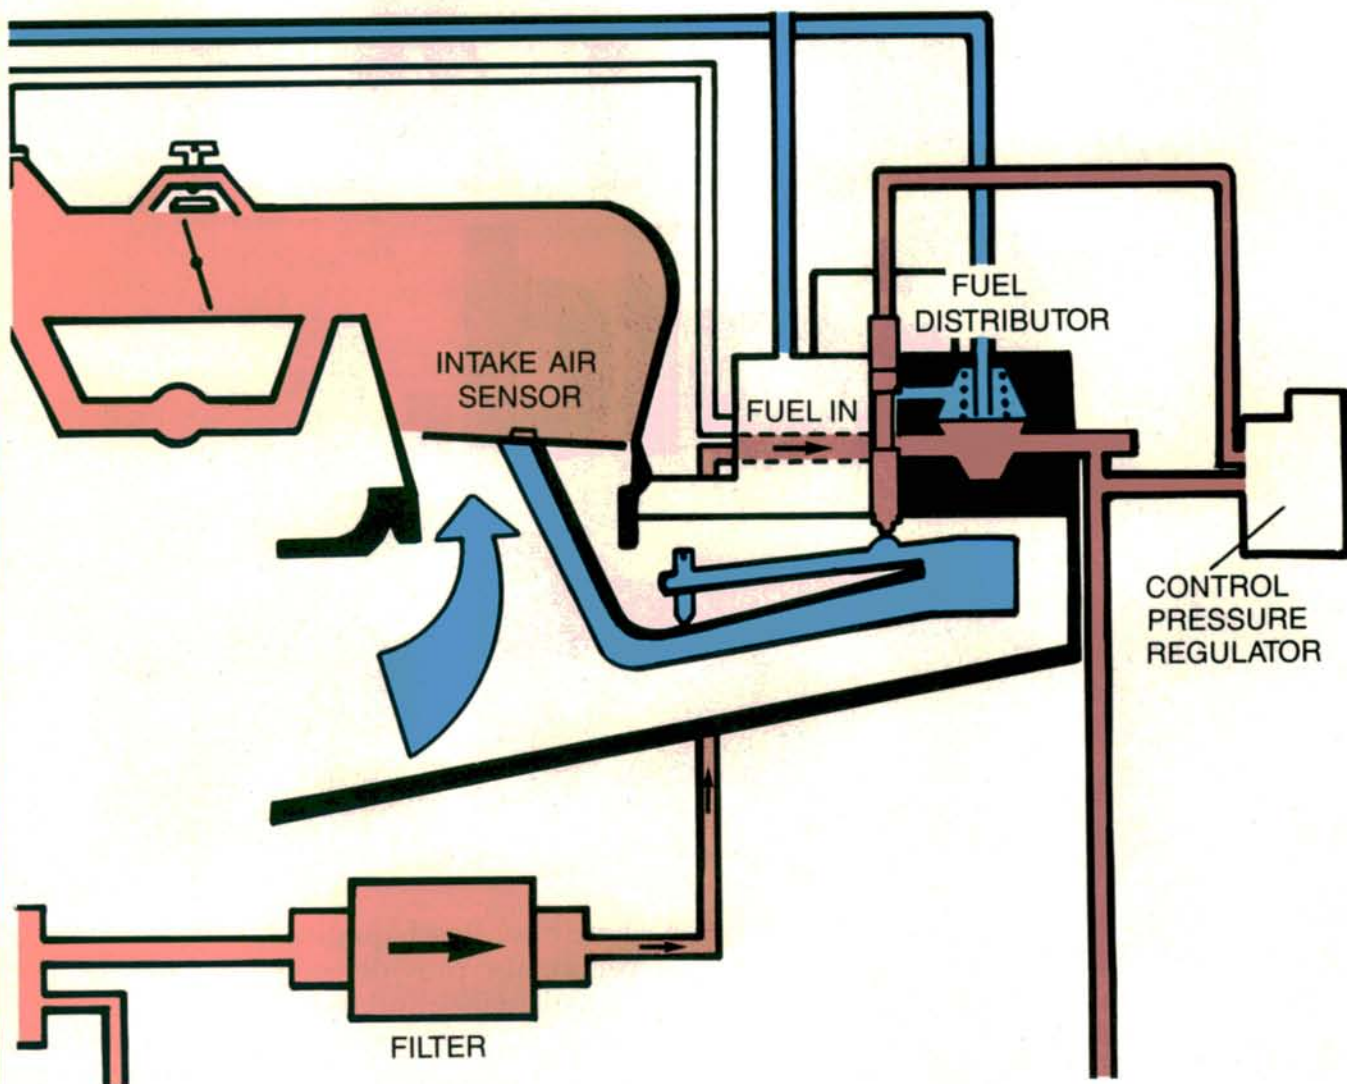 FUEL
DISTRIBUTOR
INTAKE AIR
SENSOR
FUEL IN
CONTROL
PRESSURE
REGULATOR
FILTER